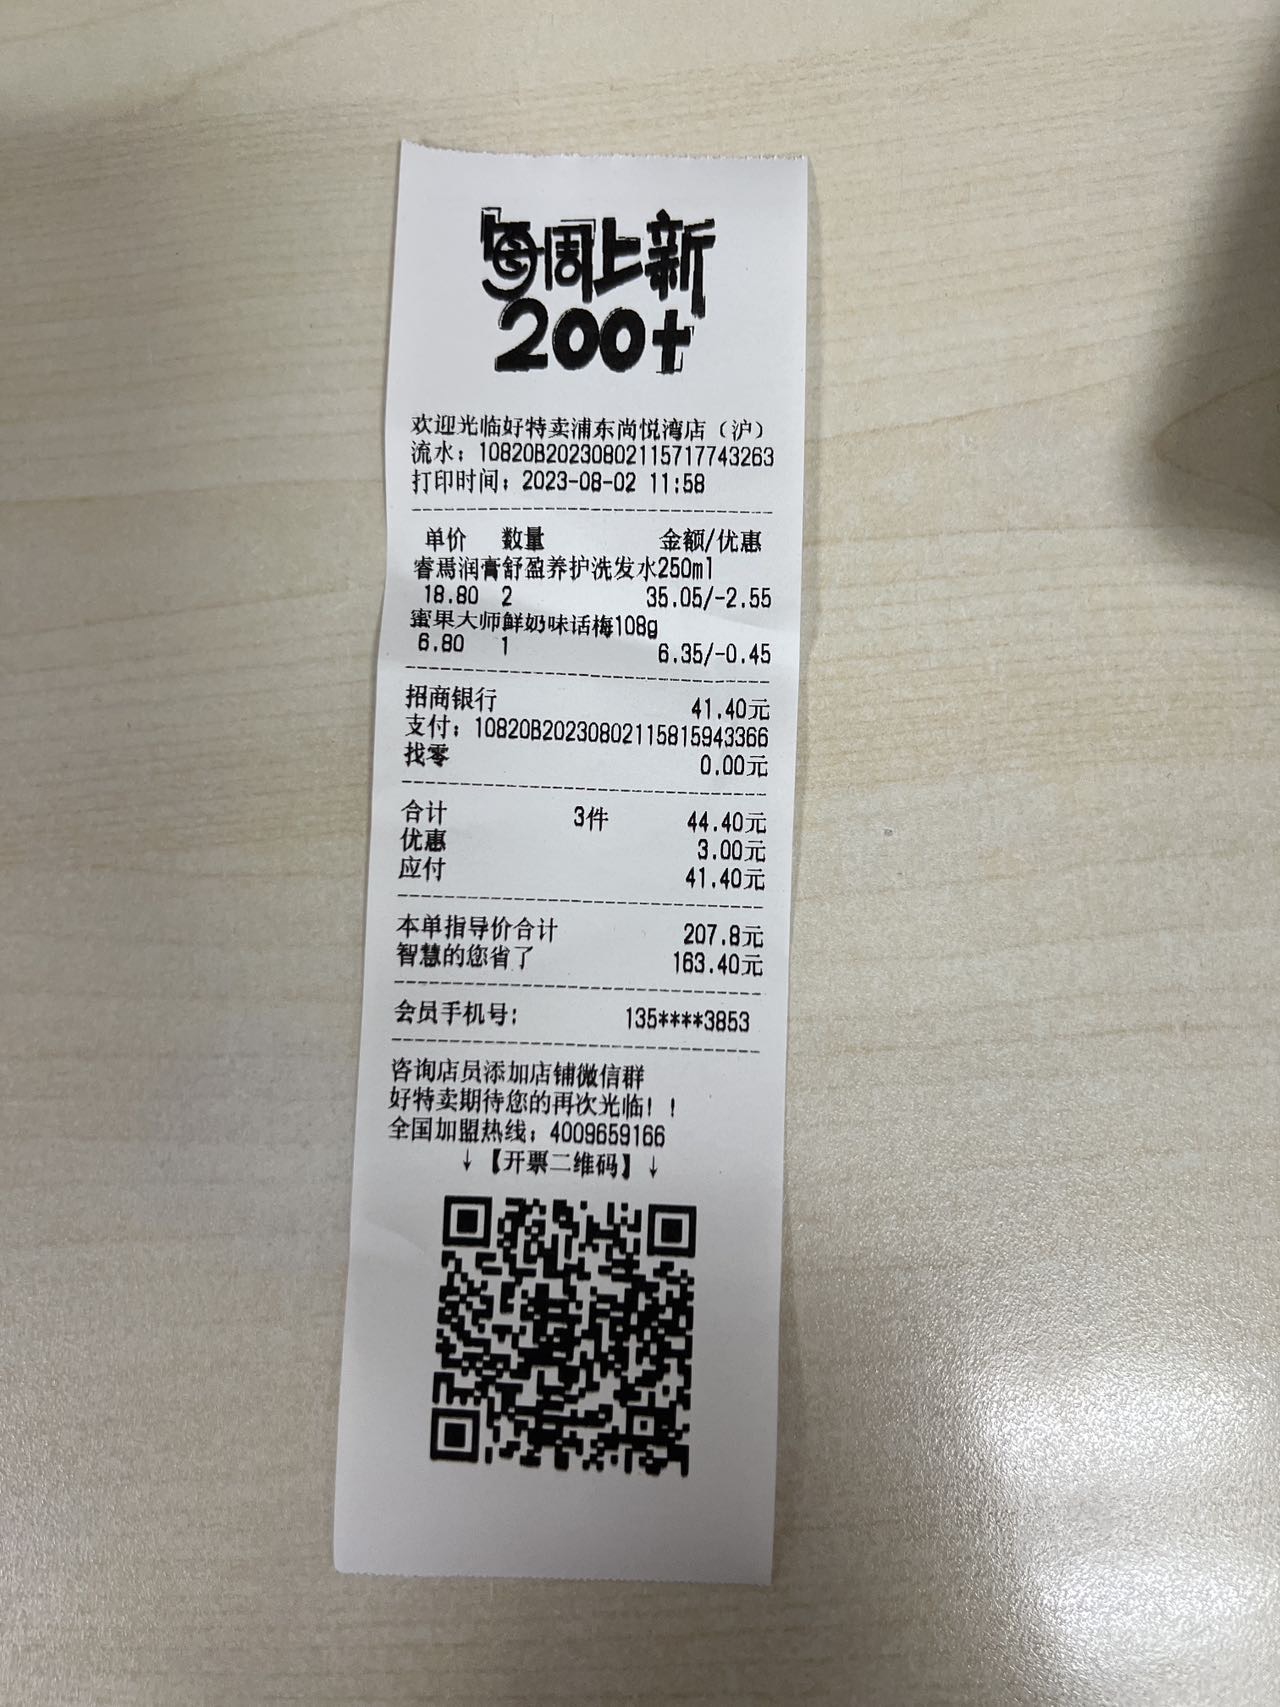 每周上新
200+
欢迎光临好特卖浦东尚悦湾店（沪）
流水：10820B20230802115717743263
打印时间：2023-08-02 11:58
单价 数量 金额/优惠
睿焉润膏舒盈养护洗发水250ml
18.80 2 35.05/-2.55
蜜果大师鲜奶味话梅108g
6.80 1 6.35/-0.45
招商银行 41.40元
支付：10820B20230802115815943366
找零 0.00元
合计 3件 44.40元
优惠 3.00元
应付 41.40元
本单指导价合计 207.8元
智慧的您省了 163.40元
会员手机号： 135****3853
咨询店员添加店铺微信群
好特卖期待您的再次光临！！
全国加盟热线：4009659166
↓【开票二维码】↓